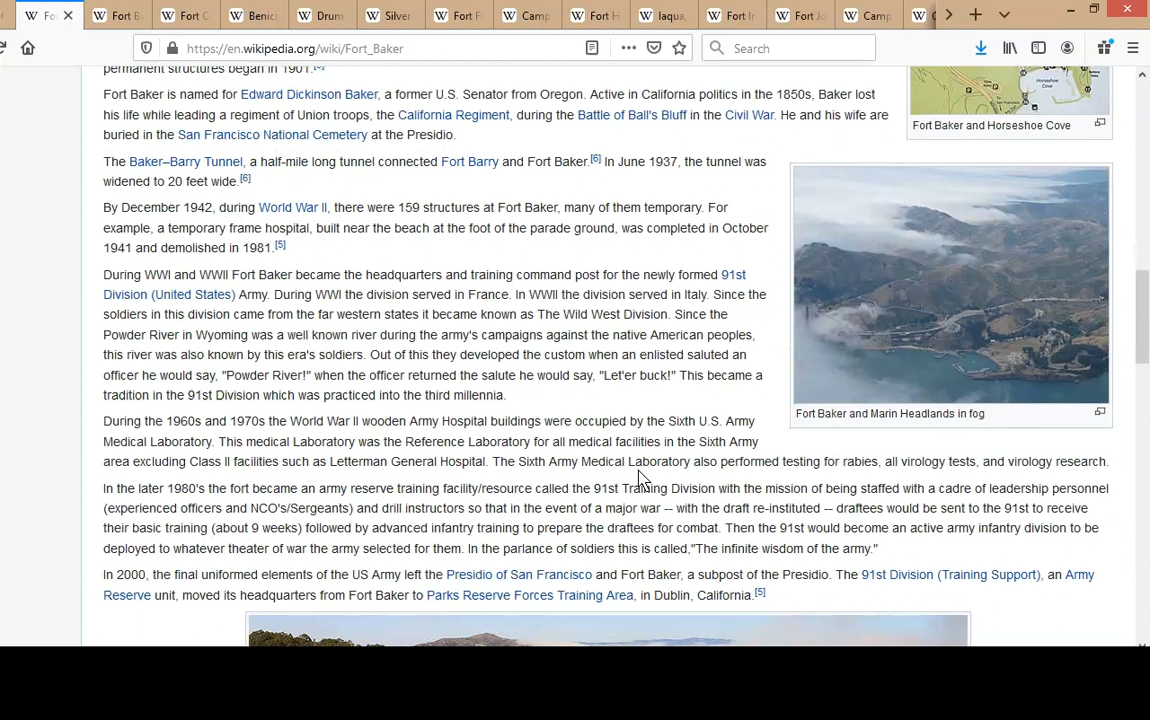 Fo
Fort B
Fort C
Benic
Drum
Silver
Fort F
Camp
Fort H
Iaqua,
Fort In
Fort Jo
Camp
https://en.wikipedia.org/wiki/Fort_Baker
Search
permanent structures began in 1901.
Fort Baker is named for Edward Dickinson Baker, a former U.S. Senator from Oregon. Active in California politics in the 1850s, Baker lost
his life while leading a regiment of Union troops, the California Regiment, during the Battle of Ball's Bluff in the Civil War. He and his wife are
buried in the San Francisco National Cemetery at the Presidio.
The Baker–Barry Tunnel, a half-mile long tunnel connected Fort Barry and Fort Baker.[6] In June 1937, the tunnel was
widened to 20 feet wide.[6]
By December 1942, during World War II, there were 159 structures at Fort Baker, many of them temporary. For
example, a temporary frame hospital, built near the beach at the foot of the parade ground, was completed in October
1941 and demolished in 1981.[5]
During WWI and WWII Fort Baker became the headquarters and training command post for the newly formed 91st
Division (United States) Army. During WWI the division served in France. In WWII the division served in Italy. Since the
soldiers in this division came from the far western states it became known as The Wild West Division. Since the
Powder River in Wyoming was a well known river during the army's campaigns against the native American peoples,
this river was also known by this era's soldiers. Out of this they developed the custom when an enlisted saluted an
officer he would say, "Powder River!" when the officer returned the salute he would say, "Let'er buck!" This became a
tradition in the 91st Division which was practiced into the third millennia.
During the 1960s and 1970s the World War II wooden Army Hospital buildings were occupied by the Sixth U.S. Army
Medical Laboratory. This medical Laboratory was the Reference Laboratory for all medical facilities in the Sixth Army
area excluding Class II facilities such as Letterman General Hospital. The Sixth Army Medical Laboratory also performed testing for rabies, all virology tests, and virology research.
In the later 1980's the fort became an army reserve training facility/resource called the 91st Training Division with the mission of being staffed with a cadre of leadership personnel
(experienced officers and NCO's/Sergeants) and drill instructors so that in the event of a major war -- with the draft re-instituted -- draftees would be sent to the 91st to receive
their basic training (about 9 weeks) followed by advanced infantry training to prepare the draftees for combat. Then the 91st would become an active army infantry division to be
deployed to whatever theater of war the army selected for them. In the parlance of soldiers this is called,"The infinite wisdom of the army."
In 2000, the final uniformed elements of the US Army left the Presidio of San Francisco and Fort Baker, a subpost of the Presidio. The 91st Division (Training Support), an Army
Reserve unit, moved its headquarters from Fort Baker to Parks Reserve Forces Training Area, in Dublin, California.[5]
Horseshoe
Cove
Fort Baker and Horseshoe Cove
Fort Baker and Marin Headlands in fog